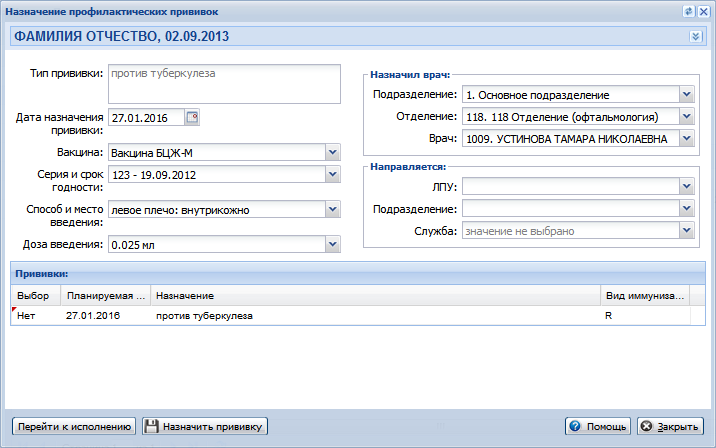 Назначение профилактических прививок
ФАМИЛИЯ ОТЧЕСТВО, 02.09.2013
Тип прививки: против туберкулеза
Дата назначения
прививки: 27.01.2016
Вакцина: Вакцина БЦЖ-М
Серия и срок
годности: 123 - 19.09.2012
Способ и место
введения: левое плечо: внутрикожно
Доза введения: 0.025 мл
Назначил врач:
Подразделение: 1. Основное подразделение
Отделение: 118. 118 Отделение (офтальмология)
Врач: 1009. УСТИНОВА ТАМАРА НИКОЛАЕВНА
Направляется:
ЛПУ:
Подразделение:
Служба: значение не выбрано
Прививки:
Выбор Планируемая ... Назначение Вид иммуниза...
Нет 27.01.2016 против туберкулеза R
Перейти к исполнению Назначить прививку Помощь Закрыть